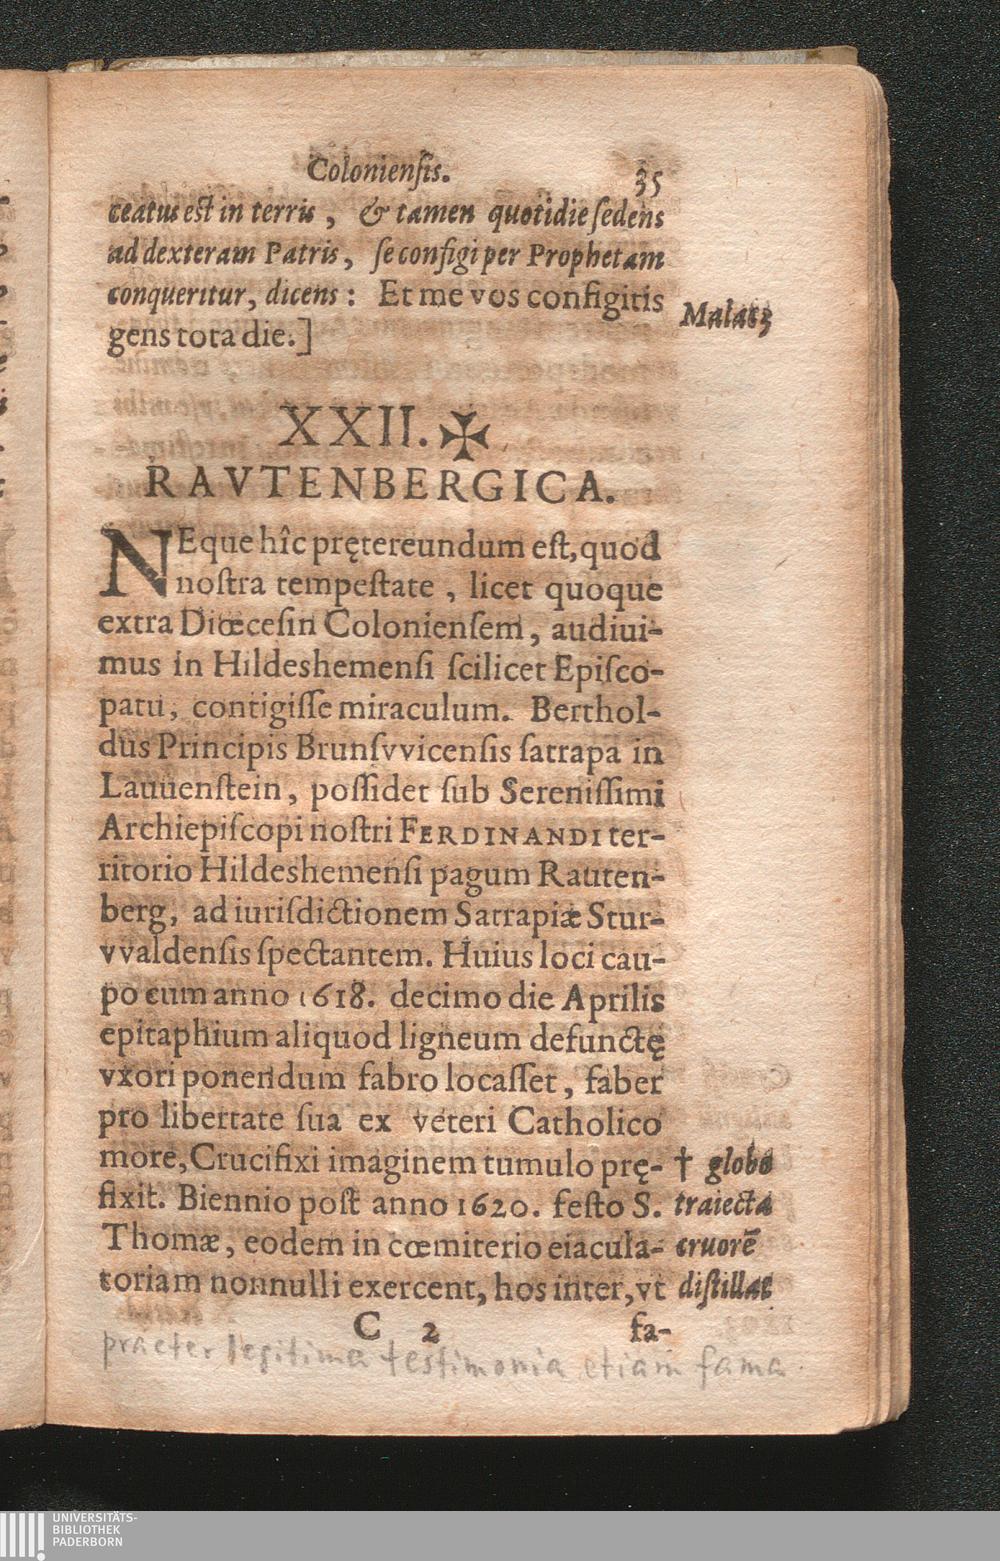 Coloniensis. 35
ceatus est in terris, & tamen quotidie sedens
ad dexteram Patris, se configi per Prophetam
conqueritur, dicens: Et me vos configitis
gens tota die.]
Malac 3
XXII. ✠
RAVTENBERGICA.
NEque hîc prętereundum est, quod
nostra tempestate, licet quoque
extra Diœcesin Coloniensem, audiui-
mus in Hildeshemensi scilicet Episco-
patu, contigisse miraculum. Berthol-
dus Principis Brunsvvicensis satrapa in
Lauuenstein, possidet sub Serenissimi
Archiepiscopi nostri FERDINANDI ter-
ritorio Hildeshemensi pagum Rauten-
berg, ad iurisdictionem Satrapiæ Stur-
vvaldensis spectantem. Huius loci cau-
po cum anno 1618. decimo die Aprilis
epitaphium aliquod ligneum defunctę
vxori ponendum fabro locasset, faber
pro libertate sua ex veteri Catholico
more, Crucifixi imaginem tumulo prę-
fixit. Biennio post anno 1620. festo S.
Thomæ, eodem in cœmiterio eiacula-
toriam nonnulli exercent, hos inter, vt
† globo
traiecta
cruorē
distillat
C 2 fa-
praeter legitima testimonia etiam fama
UNIVERSITÄTS-
BIBLIOTHEK
PADERBORN